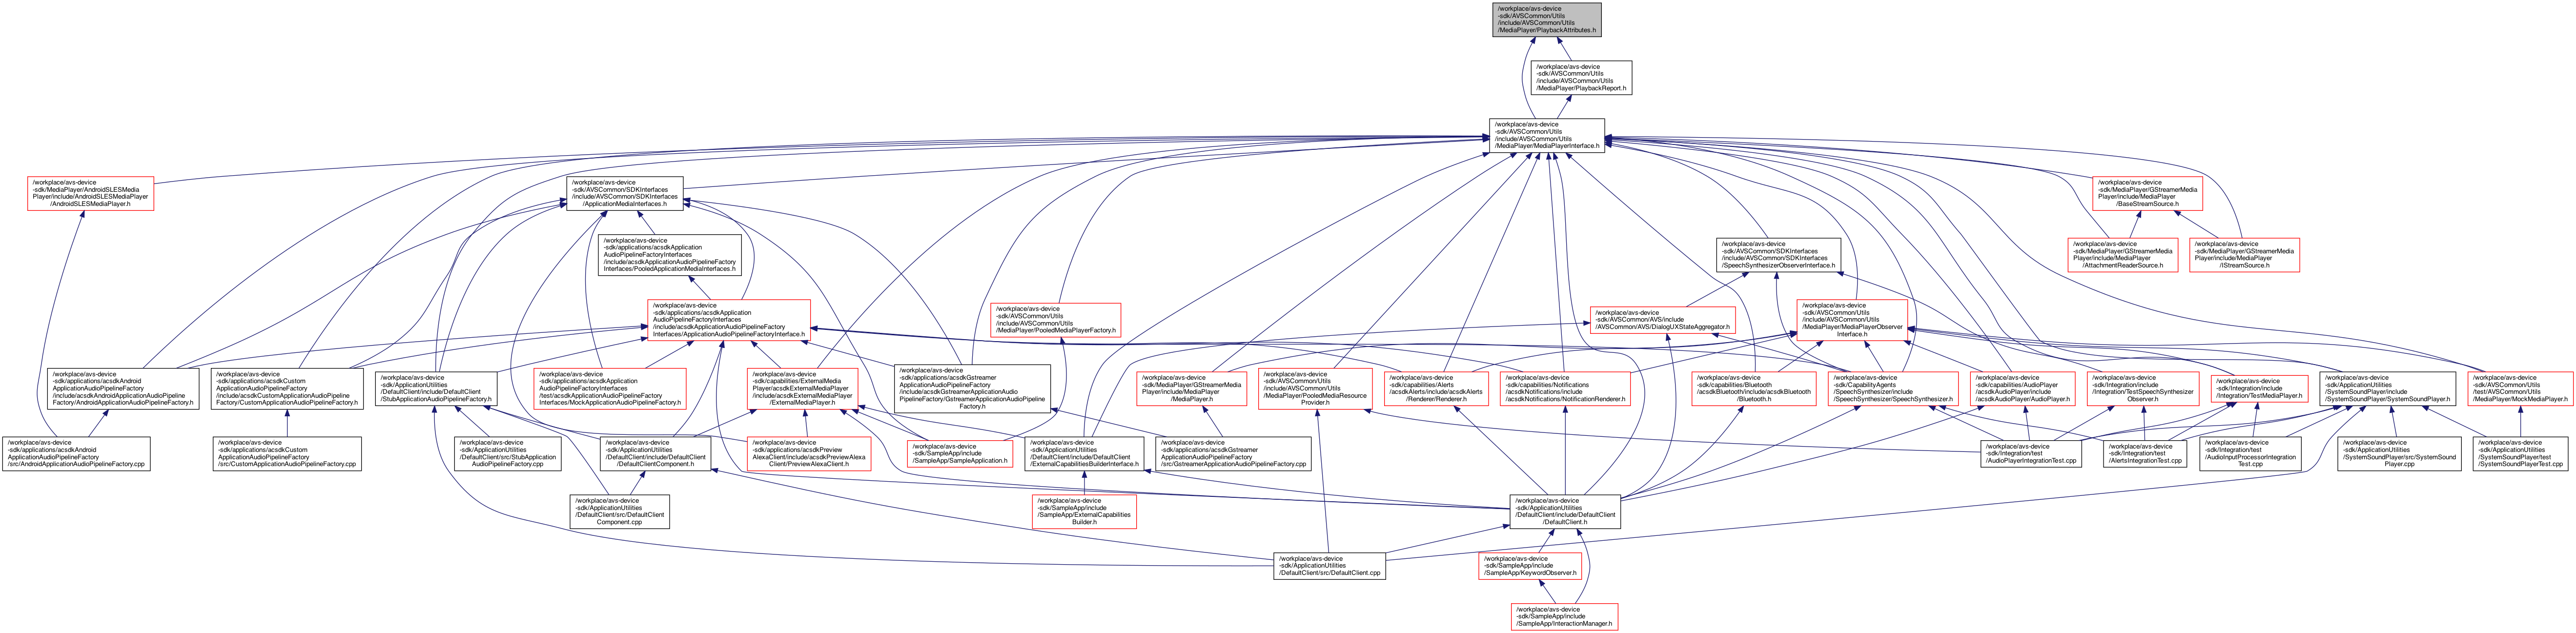 /workplace/avs-device
-sdk/AVSCommon/Utils
/include/AVSCommon/Utils
/MediaPlayer/PlaybackAttributes.h
/workplace/avs-device
-sdk/AVSCommon/Utils
/include/AVSCommon/Utils
/MediaPlayer/PlaybackReport.h
/workplace/avs-device
-sdk/AVSCommon/Utils
/include/AVSCommon/Utils
/MediaPlayer/MediaPlayerInterface.h
/workplace/avs-device
-sdk/MediaPlayer/AndroidSLESMedia
Player/include/AndroidSLESMediaPlayer
/AndroidSLESMediaPlayer.h
/workplace/avs-device
-sdk/AVSCommon/SDKInterfaces
/include/AVSCommon/SDKInterfaces
/ApplicationMediaInterfaces.h
/workplace/avs-device
-sdk/MediaPlayer/GStreamerMedia
Player/include/MediaPlayer
/BaseStreamSource.h
/workplace/avs-device
-sdk/applications/acsdkApplication
AudioPipelineFactoryInterfaces
/include/acsdkApplicationAudioPipelineFactory
Interfaces/PooledApplicationMediaInterfaces.h
/workplace/avs-device
-sdk/AVSCommon/SDKInterfaces
/include/AVSCommon/SDKInterfaces
/SpeechSynthesizerObserverInterface.h
/workplace/avs-device
-sdk/MediaPlayer/GStreamerMedia
Player/include/MediaPlayer
/AttachmentReaderSource.h
/workplace/avs-device
-sdk/MediaPlayer/GStreamerMedia
Player/include/MediaPlayer
/IStreamSource.h
/workplace/avs-device
-sdk/applications/acsdkApplication
AudioPipelineFactoryInterfaces
/include/acsdkApplicationAudioPipelineFactory
Interfaces/ApplicationAudioPipelineFactoryInterface.h
/workplace/avs-device
-sdk/AVSCommon/Utils
/include/AVSCommon/Utils
/MediaPlayer/PooledMediaPlayerFactory.h
/workplace/avs-device
-sdk/AVSCommon/AVS/include
/AVSCommon/AVS/DialogUXStateAggregator.h
/workplace/avs-device
-sdk/AVSCommon/Utils
/include/AVSCommon/Utils
/MediaPlayer/MediaPlayerObserver
Interface.h
/workplace/avs-device
-sdk/applications/acsdkAndroid
ApplicationAudioPipelineFactory
/include/acsdkAndroidApplicationAudioPipeline
Factory/AndroidApplicationAudioPipelineFactory.h
/workplace/avs-device
-sdk/applications/acsdkCustom
ApplicationAudioPipelineFactory
/include/acsdkCustomApplicationAudioPipeline
Factory/CustomApplicationAudioPipelineFactory.h
/workplace/avs-device
-sdk/ApplicationUtilities
/DefaultClient/include/DefaultClient
/StubApplicationAudioPipelineFactory.h
/workplace/avs-device
-sdk/applications/acsdkApplication
AudioPipelineFactoryInterfaces
/test/acsdkApplicationAudioPipelineFactory
Interfaces/MockApplicationAudioPipelineFactory.h
/workplace/avs-device
-sdk/capabilities/ExternalMedia
Player/acsdkExternalMediaPlayer
/include/acsdkExternalMediaPlayer
/ExternalMediaPlayer.h
/workplace/avs-device
-sdk/applications/acsdkGstreamer
ApplicationAudioPipelineFactory
/include/acsdkGstreamerApplicationAudio
PipelineFactory/GstreamerApplicationAudioPipeline
Factory.h
/workplace/avs-device
-sdk/MediaPlayer/GStreamerMedia
Player/include/MediaPlayer
/MediaPlayer.h
/workplace/avs-device
-sdk/AVSCommon/Utils
/include/AVSCommon/Utils
/MediaPlayer/PooledMediaResource
Provider.h
/workplace/avs-device
-sdk/capabilities/Alerts
/acsdkAlerts/include/acsdkAlerts
/Renderer/Renderer.h
/workplace/avs-device
-sdk/capabilities/Notifications
/acsdkNotifications/include
/acsdkNotifications/NotificationRenderer.h
/workplace/avs-device
-sdk/capabilities/Bluetooth
/acsdkBluetooth/include/acsdkBluetooth
/Bluetooth.h
/workplace/avs-device
-sdk/CapabilityAgents
/SpeechSynthesizer/include
/SpeechSynthesizer/SpeechSynthesizer.h
/workplace/avs-device
-sdk/capabilities/AudioPlayer
/acsdkAudioPlayer/include
/acsdkAudioPlayer/AudioPlayer.h
/workplace/avs-device
-sdk/Integration/include
/Integration/TestSpeechSynthesizer
Observer.h
/workplace/avs-device
-sdk/Integration/include
/Integration/TestMediaPlayer.h
/workplace/avs-device
-sdk/ApplicationUtilities
/SystemSoundPlayer/include
/SystemSoundPlayer/SystemSoundPlayer.h
/workplace/avs-device
-sdk/AVSCommon/Utils
/test/AVSCommon/Utils
/MediaPlayer/MockMediaPlayer.h
/workplace/avs-device
-sdk/applications/acsdkAndroid
ApplicationAudioPipelineFactory
/src/AndroidApplicationAudioPipelineFactory.cpp
/workplace/avs-device
-sdk/applications/acsdkCustom
ApplicationAudioPipelineFactory
/src/CustomApplicationAudioPipelineFactory.cpp
/workplace/avs-device
-sdk/ApplicationUtilities
/DefaultClient/src/StubApplication
AudioPipelineFactory.cpp
/workplace/avs-device
-sdk/ApplicationUtilities
/DefaultClient/include/DefaultClient
/DefaultClientComponent.h
/workplace/avs-device
-sdk/applications/acsdkPreview
AlexaClient/include/acsdkPreviewAlexa
Client/PreviewAlexaClient.h
/workplace/avs-device
-sdk/SampleApp/include
/SampleApp/SampleApplication.h
/workplace/avs-device
-sdk/ApplicationUtilities
/DefaultClient/include/DefaultClient
/ExternalCapabilitiesBuilderInterface.h
/workplace/avs-device
-sdk/applications/acsdkGstreamer
ApplicationAudioPipelineFactory
/src/GstreamerApplicationAudioPipelineFactory.cpp
/workplace/avs-device
-sdk/Integration/test
/AudioPlayerIntegrationTest.cpp
/workplace/avs-device
-sdk/Integration/test
/AlertsIntegrationTest.cpp
/workplace/avs-device
-sdk/Integration/test
/AudioInputProcessorIntegration
Test.cpp
/workplace/avs-device
-sdk/ApplicationUtilities
/SystemSoundPlayer/src/SystemSound
Player.cpp
/workplace/avs-device
-sdk/ApplicationUtilities
/SystemSoundPlayer/test
/SystemSoundPlayerTest.cpp
/workplace/avs-device
-sdk/ApplicationUtilities
/DefaultClient/src/DefaultClient
Component.cpp
/workplace/avs-device
-sdk/SampleApp/include
/SampleApp/ExternalCapabilities
Builder.h
/workplace/avs-device
-sdk/ApplicationUtilities
/DefaultClient/include/DefaultClient
/DefaultClient.h
/workplace/avs-device
-sdk/ApplicationUtilities
/DefaultClient/src/DefaultClient.cpp
/workplace/avs-device
-sdk/SampleApp/include
/SampleApp/KeywordObserver.h
/workplace/avs-device
-sdk/SampleApp/include
/SampleApp/InteractionManager.h